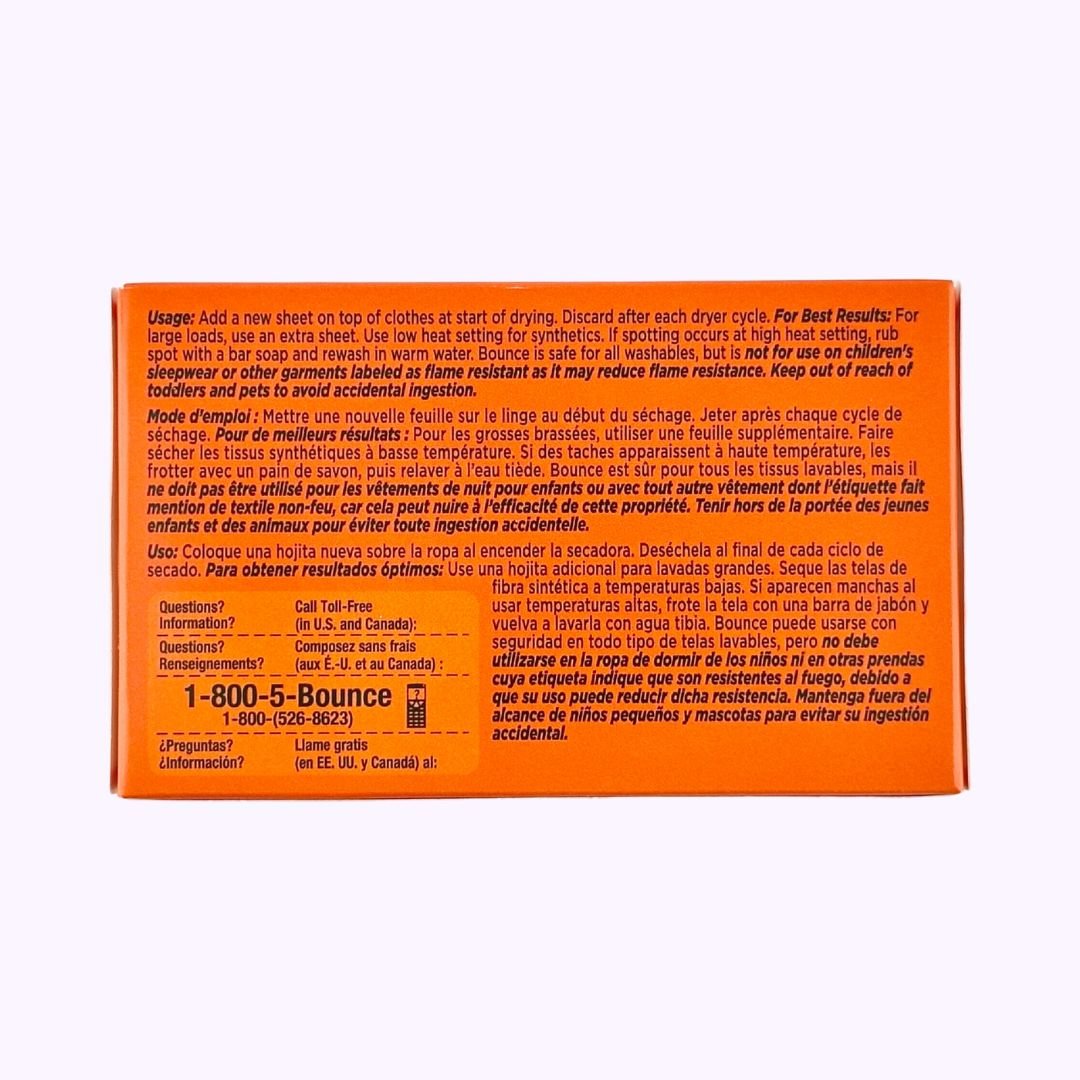 Usage: Add a new sheet on top of clothes at start of drying. Discard after each dryer cycle. For Best Results: For
large loads, use an extra sheet. Use low heat setting for synthetics. If spotting occurs at high heat setting, rub
spot with a bar soap and rewash in warm water. Bounce is safe for all washables, but is not for use on children's
sleepwear or other garments labeled as flame resistant as it may reduce flame resistance. Keep out of reach of
toddlers and pets to avoid accidental ingestion.
Mode d'emploi : Mettre une nouvelle feuille sur le linge au début du séchage. Jeter après chaque cycle de
séchage. Pour de meilleurs résultats : Pour les grosses brassées, utiliser une feuille supplémentaire. Faire
sécher les tissus synthétiques à basse température. Si des taches apparaissent à haute température, les
frotter avec un pain de savon, puis relaver à l'eau tiède. Bounce est sûr pour tous les tissus lavables, mais il
ne doit pas être utilisé pour les vêtements de nuit pour enfants ou avec tout autre vêtement dont l'étiquette fait
mention de textile non-feu, car cela peut nuire à l'efficacité de cette propriété. Tenir hors de la portée des jeunes
enfants et des animaux pour éviter toute ingestion accidentelle.
Uso: Coloque una hojita nueva sobre la ropa al encender la secadora. Deséchela al final de cada ciclo de
secado. Para obtener resultados óptimos: Use una hojita adicional para lavadas grandes. Seque las telas de
fibra sintética a temperaturas bajas. Si aparecen manchas al
usar temperaturas altas, frote la tela con una barra de jabón y
vuelva a lavarla con agua tibia. Bounce puede usarse con
seguridad en todo tipo de telas lavables, pero no debe
utilizarse en la ropa de dormir de los niños ni en otras prendas
cuya etiqueta indique que son resistentes al fuego, debido a
que su uso puede reducir dicha resistencia. Mantenga fuera del
alcance de niños pequeños y mascotas para evitar su ingestión
accidental.
Questions? Call Toll-Free
Information? (in U.S. and Canada):
Questions? Composez sans frais
Renseignements? (aux É.-U. et au Canada) :
1-800-5-Bounce
1-800-(526-8623)
¿Preguntas? Llame gratis
¿Información? (en EE. UU. y Canadá) al: